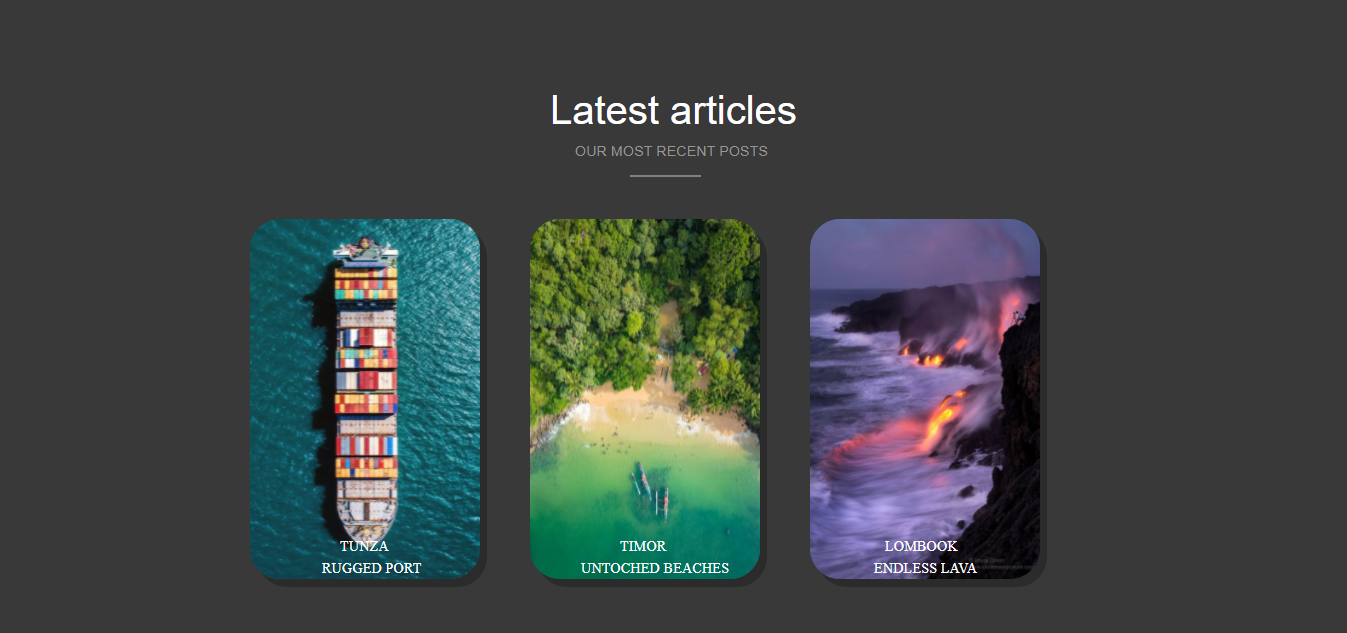 Latest articles
OUR MOST RECENT POSTS
TUNZA
RUGGED PORT
TIMOR
UNTOCHED BEACHES
LOMBOOK
ENDLESS LAVA